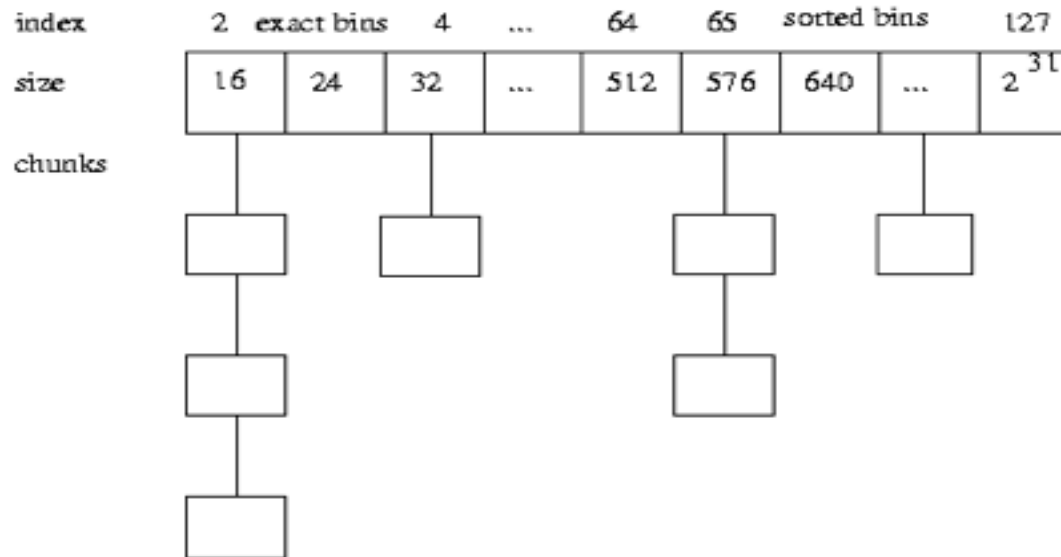 index 2 exact bins 4 ... 64 65 sorted bins 127
size 16 24 32 ... 512 576 640 ... 2^31
chunks